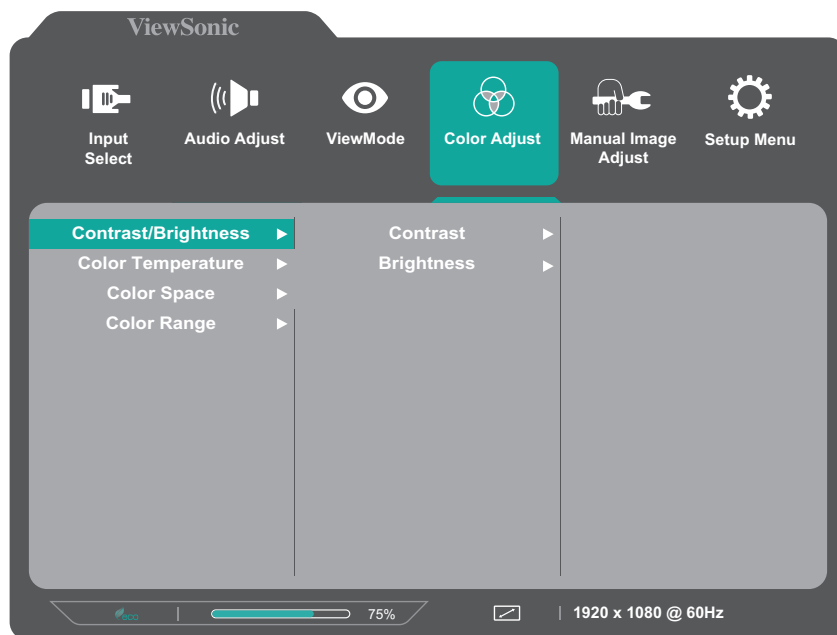 ViewSonic
Input
Select
Audio Adjust
ViewMode
Color Adjust
Manual Image
Adjust
Setup Menu
Contrast/Brightness
Color Temperature
Color Space
Color Range
Contrast
Brightness
eco
75%
1920 x 1080 @ 60Hz